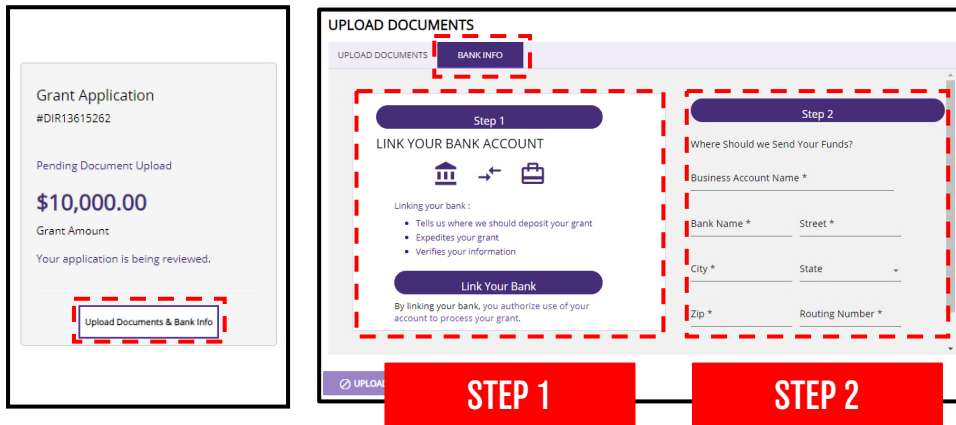 Grant Application
#DIR13615262
Pending Document Upload
$10,000.00
Grant Amount
Your application is being reviewed.
Upload Documents & Bank Info
UPLOAD DOCUMENTS
UPLOAD DOCUMENTS
BANK INFO
Step 1
LINK YOUR BANK ACCOUNT
Linking your bank :
Tells us where we should deposit your grant
Expedites your grant
Verifies your information
Link Your Bank
By linking your bank, you authorize use of your
account to process your grant.
Step 2
Where Should we Send Your Funds?
Business Account Name *
Bank Name * Street *
City * State
Zip * Routing Number *
UPLOA
STEP 1
STEP 2